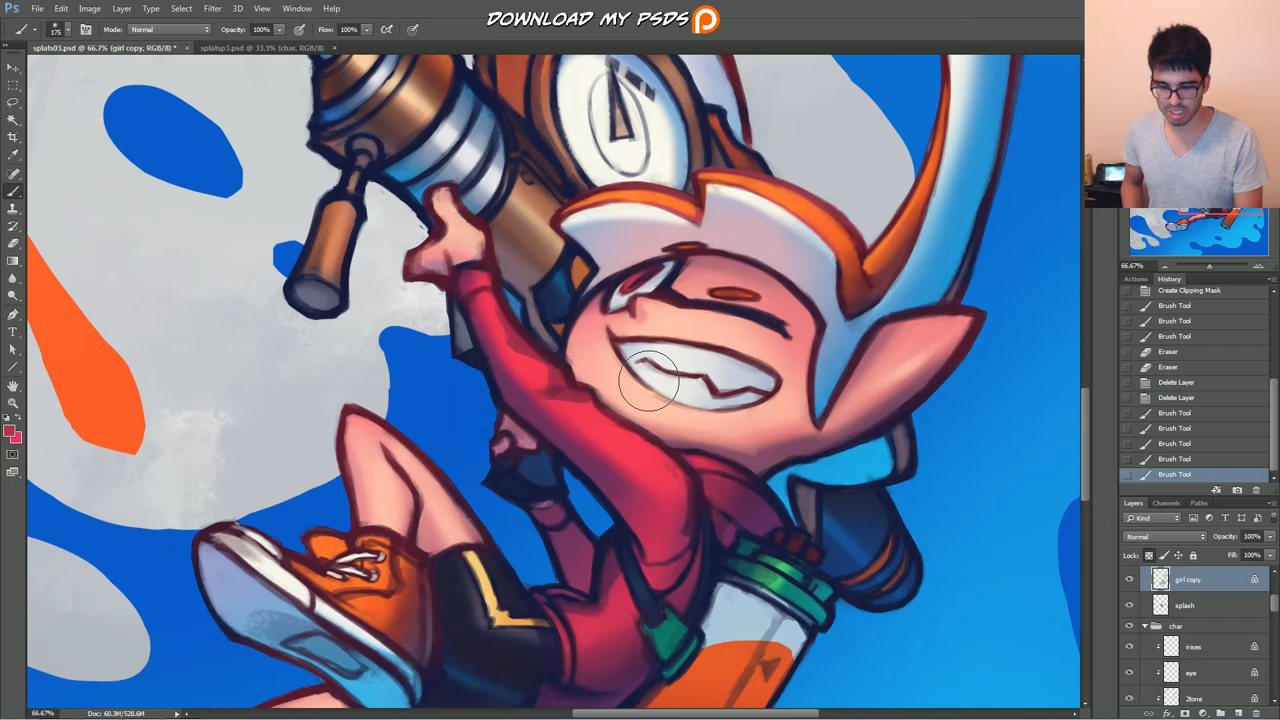 DOWNLOAD MY PSDS
Ps File Edit Image Layer Type Select Filter 3D View Window Help
175 Mode: Normal Opacity: 100% Flow: 100%
splats03.psd @ 66.7% (girl copy, RGB/8) * × splatsp3.psd @ 33.3% (char, RGB/8) ×
66.67%
Actions History
Create Clipping Mask
Brush Tool
Brush Tool
Brush Tool
Eraser
Eraser
Delete Layer
Delete Layer
Brush Tool
Brush Tool
Brush Tool
Brush Tool
Brush Tool
Layers Channels Paths
Kind
Normal Opacity: 100%
Lock: Fill: 100%
girl copy
splash
char
irises
eye
2tone
66.67% Doc: 60.3M/528.6M